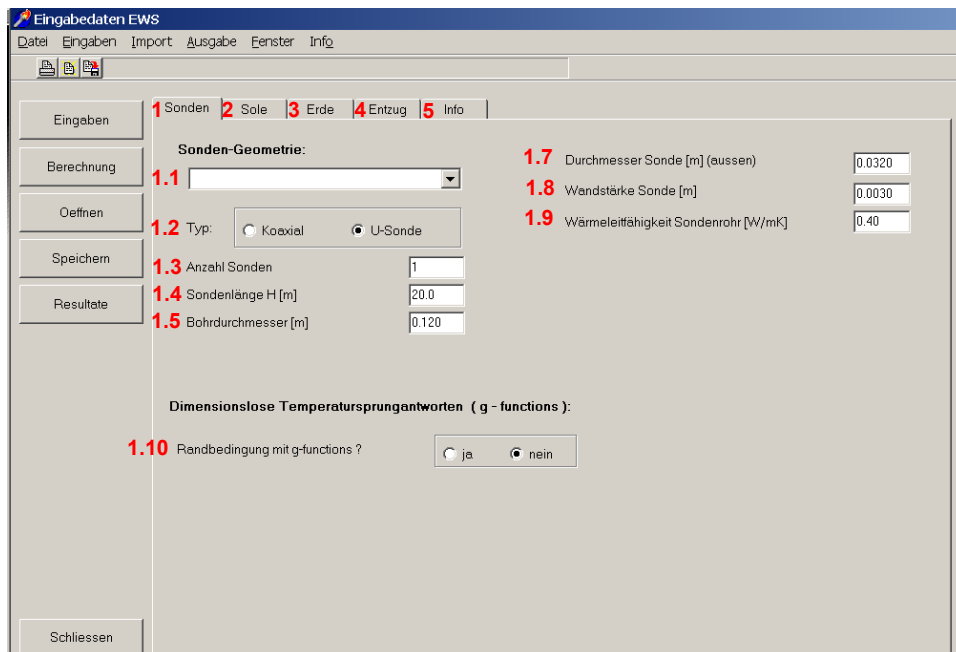 Eingabedaten EWS
Datei Eingaben Import Ausgabe Fenster Info
1 Sonden 2 Sole 3 Erde 4 Entzug 5 Info
Eingaben
Berechnung
Oeffnen
Speichern
Resultate
Schliessen
Sonden-Geometrie:
1.1
1.2 Typ: Koaxial U-Sonde
1.3 Anzahl Sonden 1
1.4 Sondenlänge H [m] 20.0
1.5 Bohrdurchmesser [m] 0.120
1.7 Durchmesser Sonde [m] (aussen) 0.0320
1.8 Wandstärke Sonde [m] 0.0030
1.9 Wärmeleitfähigkeit Sondenrohr [W/mK] 0.40
Dimensionslose Temperatursprungantworten ( g - functions ):
1.10 Randbedingung mit g-functions ? ja nein